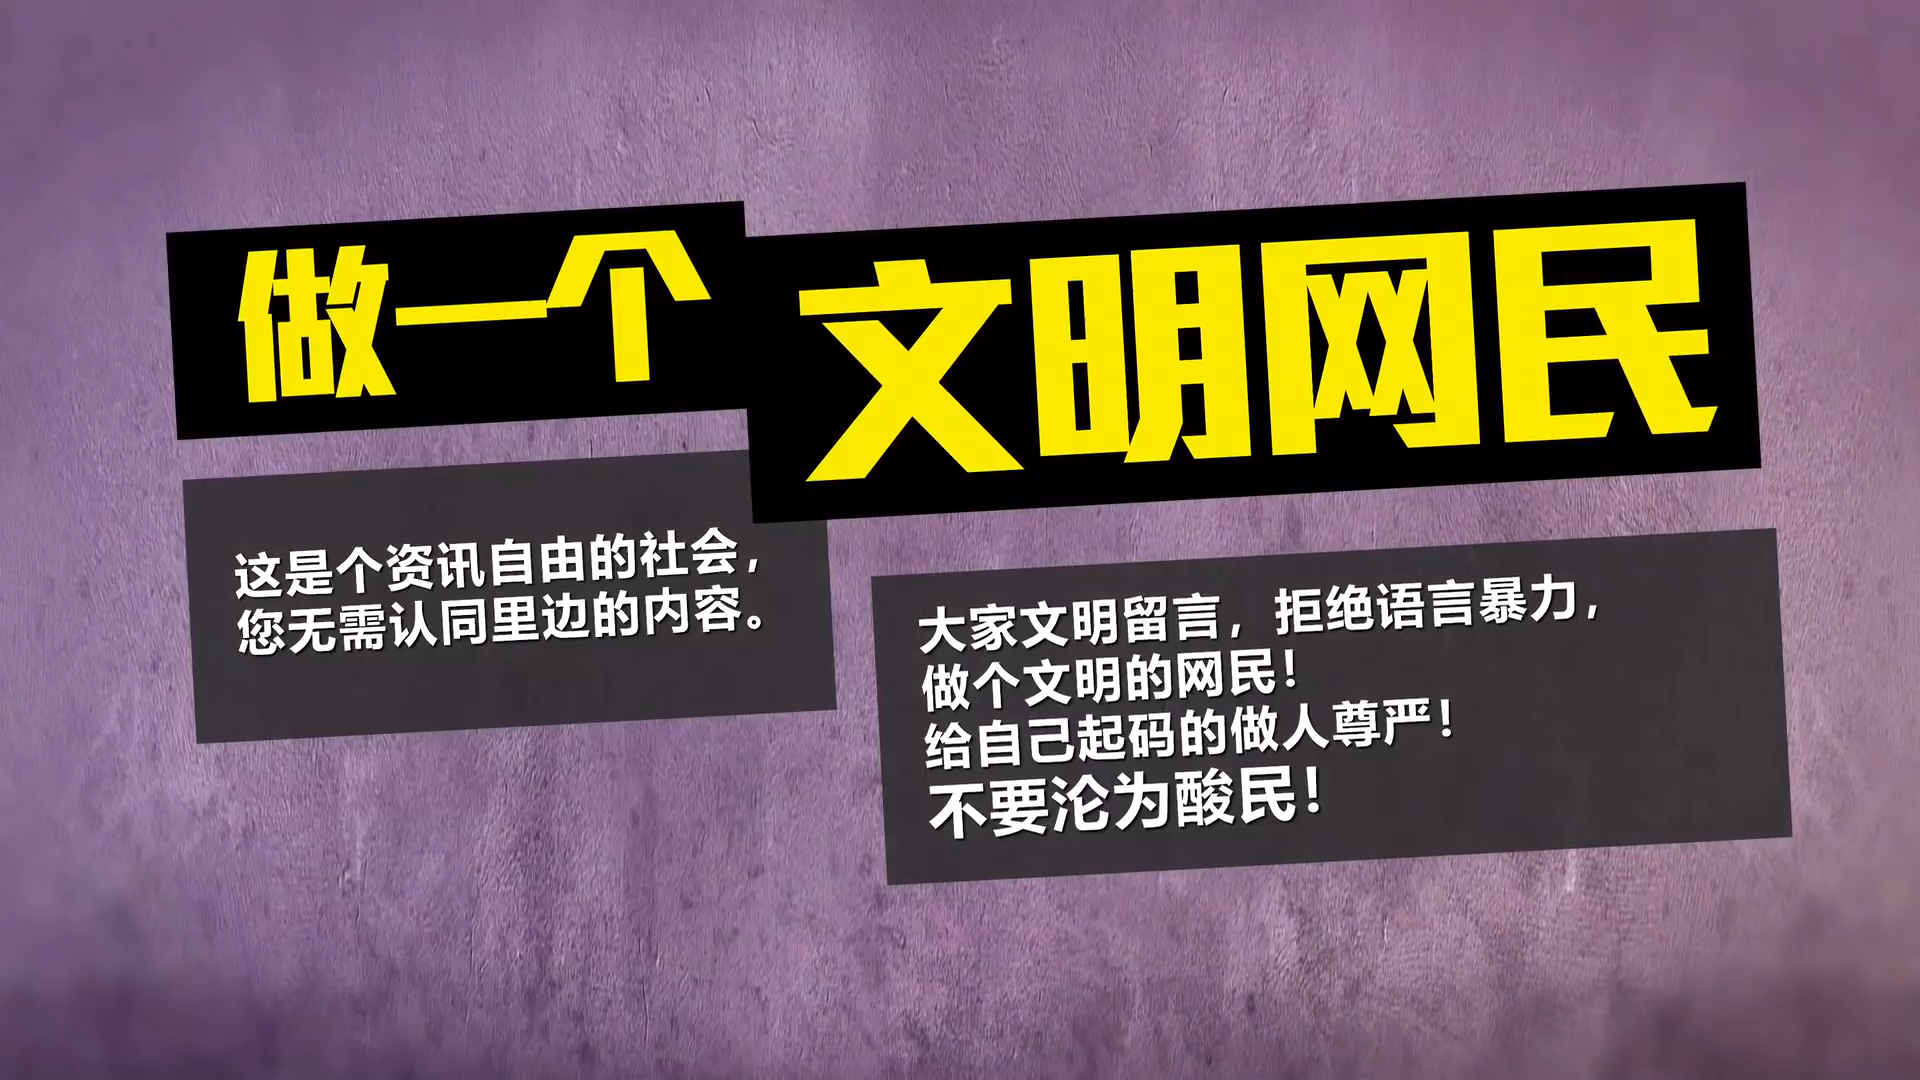 做一个
文明网民
这是个资讯自由的社会，
您无需认同里边的内容。
大家文明留言，拒绝语言暴力，
做个文明的网民！
给自己起码的做人尊严！
不要沦为酸民！